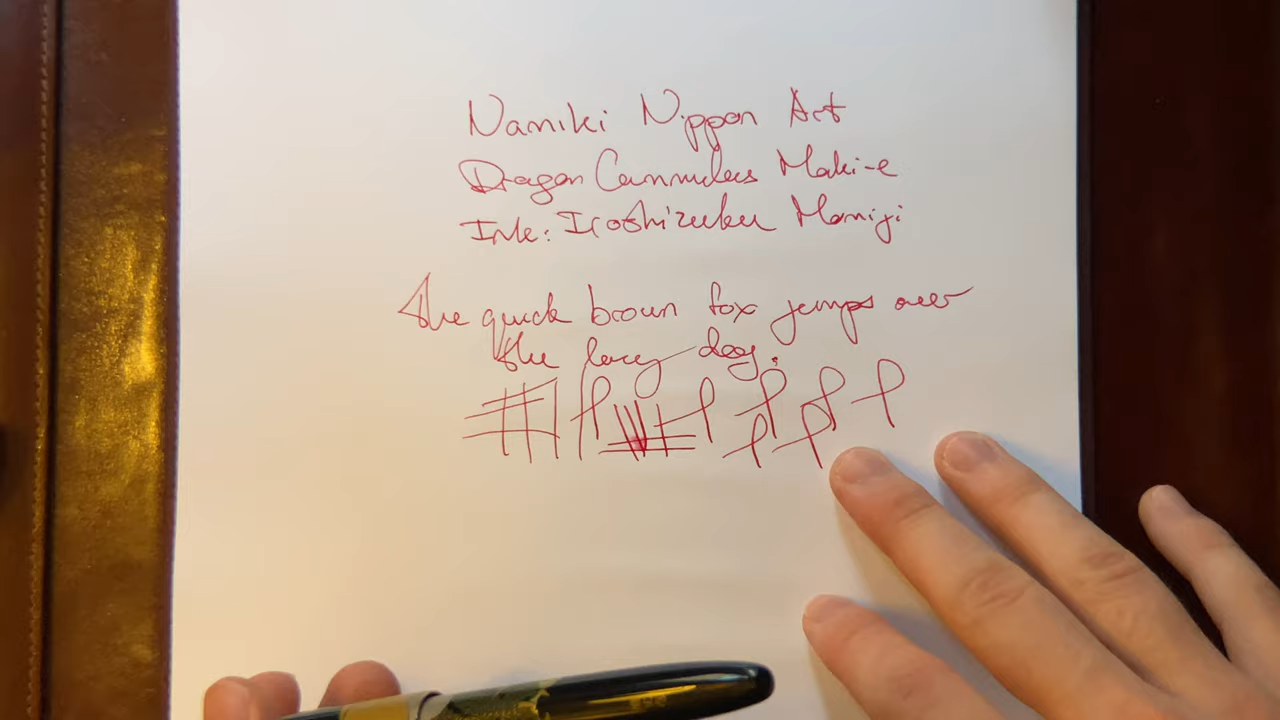 Namiki Nippon Art
Dragon Cumulus Maki-e
Ink: Iroshizuku Momiji
the quick brown fox jumps over
the lazy dog.